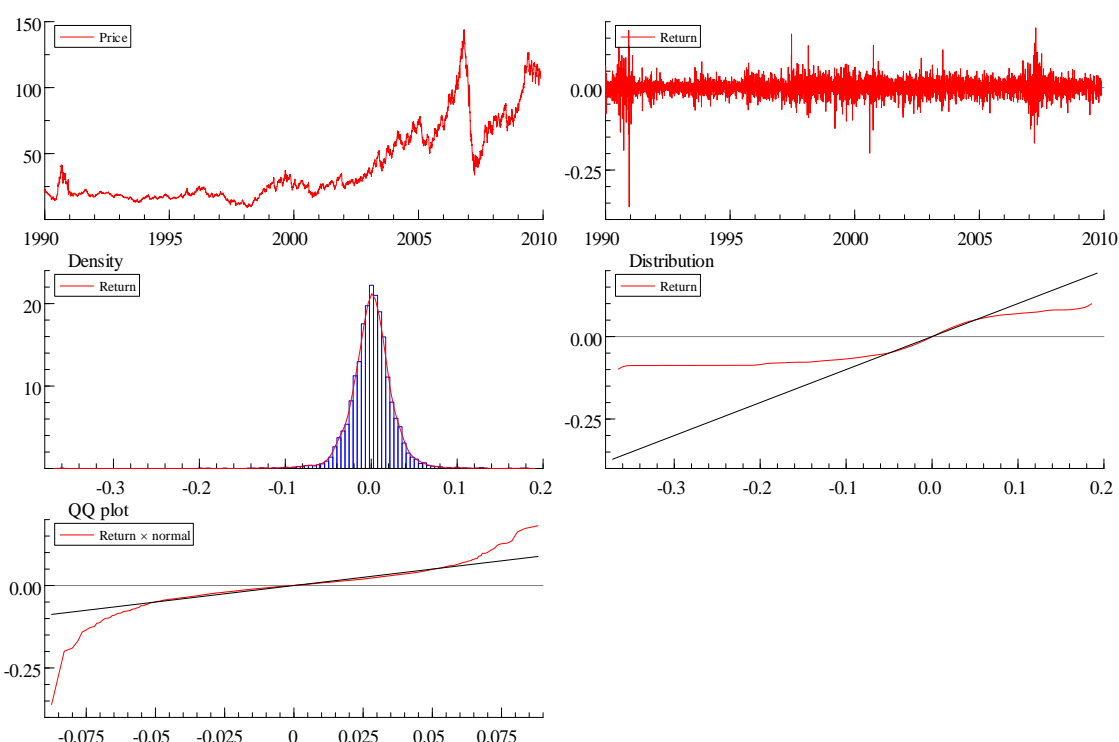 150
Price
100
50
1990 1995 2000 2005 2010
Return
0.00
-0.25
1990 1995 2000 2005 2010
Density
Return
20
10
-0.3 -0.2 -0.1 0.0 0.1 0.2
Distribution
Return
0.00
-0.25
-0.3 -0.2 -0.1 0.0 0.1 0.2
QQ plot
Return × normal
0.00
-0.25
-0.075 -0.05 -0.025 0 0.025 0.05 0.075